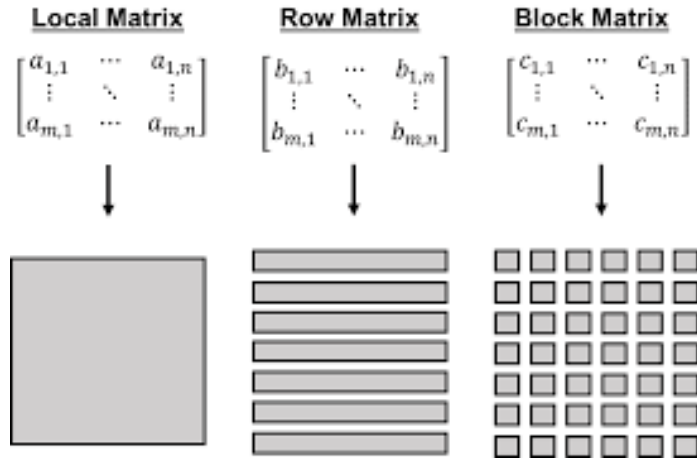 Local Matrix Row Matrix Block Matrix
a1,1 ⋯ a1,n b1,1 ⋯ b1,n c1,1 ⋯ c1,n
⋮ ⋱ ⋮ ⋮ ⋱ ⋮ ⋮ ⋱ ⋮
am,1 ⋯ am,n bm,1 ⋯ bm,n cm,1 ⋯ cm,n